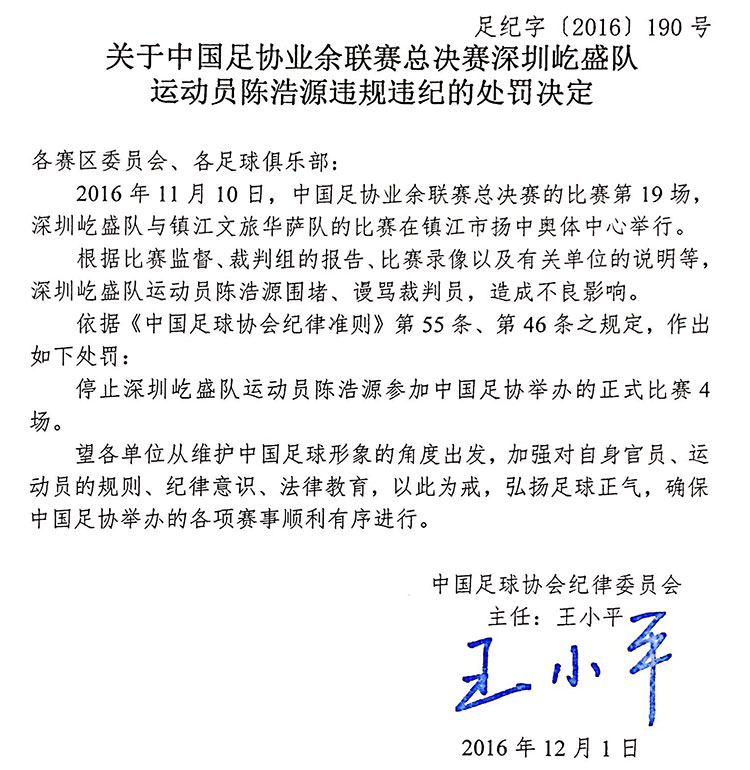 足纪字〔2016〕190 号
关于中国足协业余联赛总决赛深圳屹盛队
运动员陈浩源违规违纪的处罚决定
各赛区委员会、各足球俱乐部：
2016 年 11 月 10 日，中国足协业余联赛总决赛的比赛第 19 场，
深圳屹盛队与镇江文旅华萨队的比赛在镇江市扬中奥体中心举行。
根据比赛监督、裁判组的报告、比赛录像以及有关单位的说明等，
深圳屹盛队运动员陈浩源围堵、谩骂裁判员，造成不良影响。
依据《中国足球协会纪律准则》第 55 条、第 46 条之规定，作出
如下处罚：
停止深圳屹盛队运动员陈浩源参加中国足协举办的正式比赛 4
场。
望各单位从维护中国足球形象的角度出发，加强对自身官员、运
动员的规则、纪律意识、法律教育，以此为戒，弘扬足球正气，确保
中国足协举办的各项赛事顺利有序进行。
中国足球协会纪律委员会
主任：王小平
王小平
2016 年 12 月 1 日